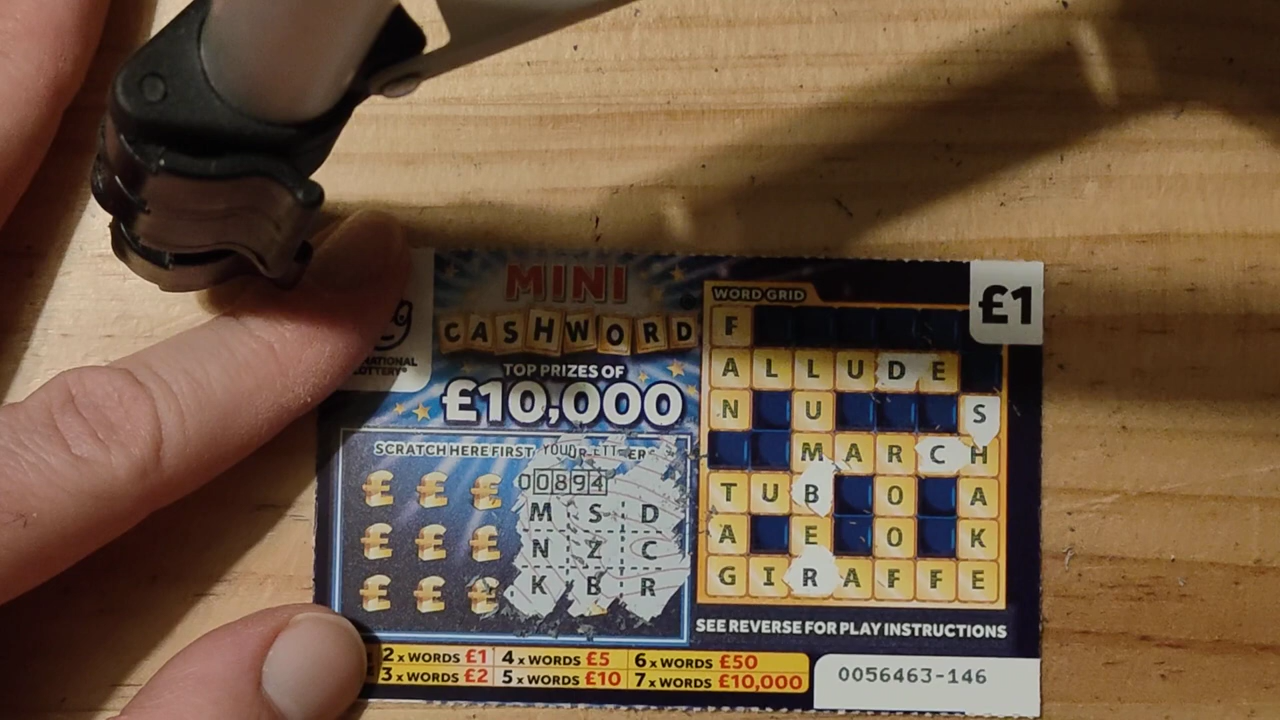 MINI
CASHWORD
TOP PRIZES OF
£10,000
NATIONAL
LOTTERY®
SCRATCH HERE FIRST YOUR LETTERS
£ £ £
£ £ £
£ £ £
00894
M S D
N Z C
K B R
WORD GRID
£1
F
A L L U D E
N U S
M A R C H
T U B O A
A E O K
G I R A F F E
SEE REVERSE FOR PLAY INSTRUCTIONS
2 x WORDS £1 4 x WORDS £5 6 x WORDS £50
3 x WORDS £2 5 x WORDS £10 7 x WORDS £10,000
0056463-146